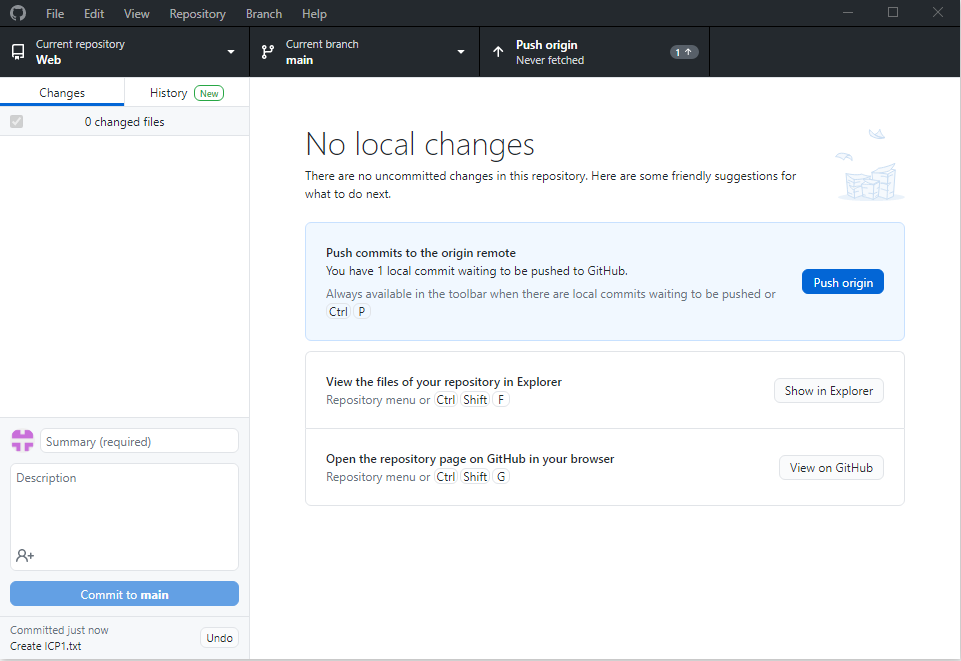 File Edit View Repository Branch Help
Current repository
Web
Current branch
main
Push origin
Never fetched
1
Changes
History New
0 changed files
No local changes
There are no uncommitted changes in this repository. Here are some friendly suggestions for
what to do next.
Push commits to the origin remote
You have 1 local commit waiting to be pushed to GitHub.
Always available in the toolbar when there are local commits waiting to be pushed or
Ctrl P
Push origin
View the files of your repository in Explorer
Repository menu or Ctrl Shift F
Show in Explorer
Open the repository page on GitHub in your browser
Repository menu or Ctrl Shift G
View on GitHub
Summary (required)
Description
Commit to main
Committed just now
Create ICP1.txt
Undo